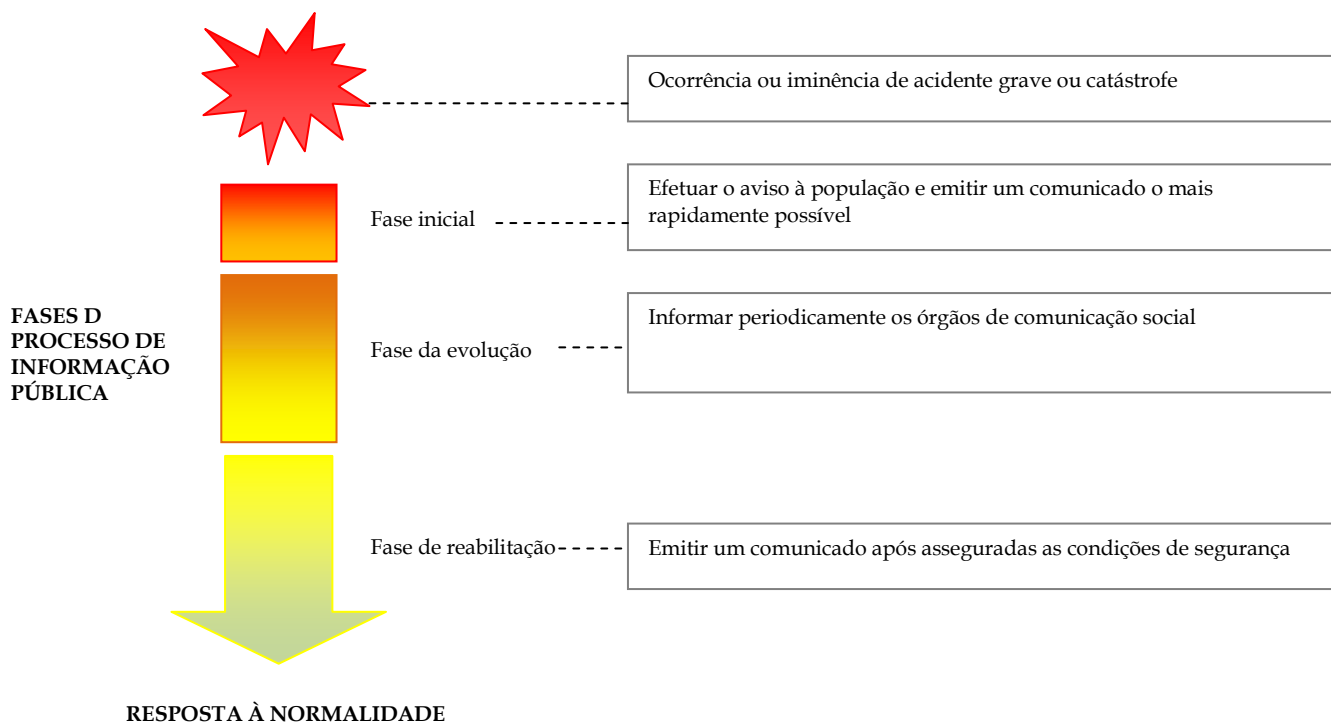 Ocorrência ou iminência de acidente grave ou catástrofe
Efetuar o aviso à população e emitir um comunicado o mais
rapidamente possível
Fase inicial
FASES D
PROCESSO DE
INFORMAÇÃO
PÚBLICA
Informar periodicamente os órgãos de comunicação social
Fase da evolução
Fase de reabilitação
Emitir um comunicado após asseguradas as condições de segurança
RESPOSTA À NORMALIDADE